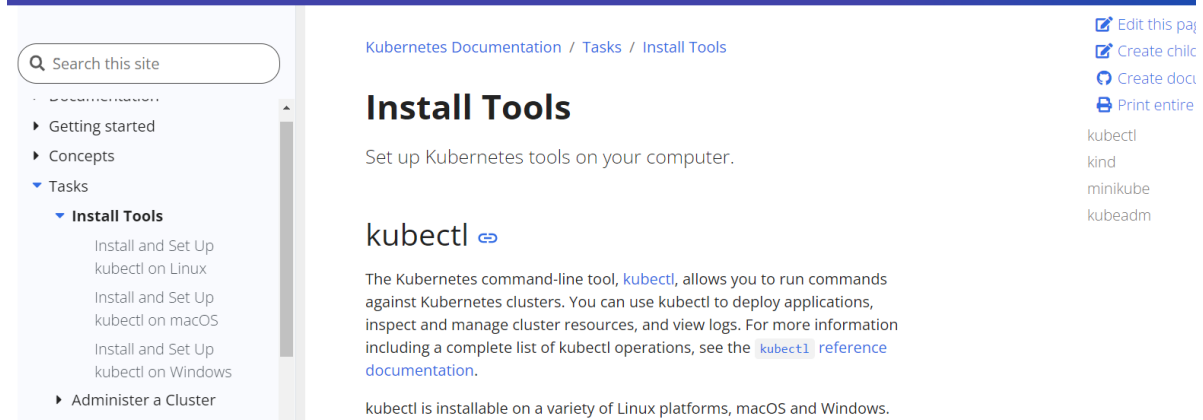 Search this site
Documentation
Getting started
Concepts
Tasks
Install Tools
Install and Set Up
kubectl on Linux
Install and Set Up
kubectl on macOS
Install and Set Up
kubectl on Windows
Administer a Cluster
Kubernetes Documentation / Tasks / Install Tools
Install Tools
Set up Kubernetes tools on your computer.
kubectl
The Kubernetes command-line tool, kubectl, allows you to run commands
against Kubernetes clusters. You can use kubectl to deploy applications,
inspect and manage cluster resources, and view logs. For more information
including a complete list of kubectl operations, see the kubectl reference
documentation.
kubectl is installable on a variety of Linux platforms, macOS and Windows.
Edit this pag
Create child
Create docu
Print entire
kubectl
kind
minikube
kubeadm